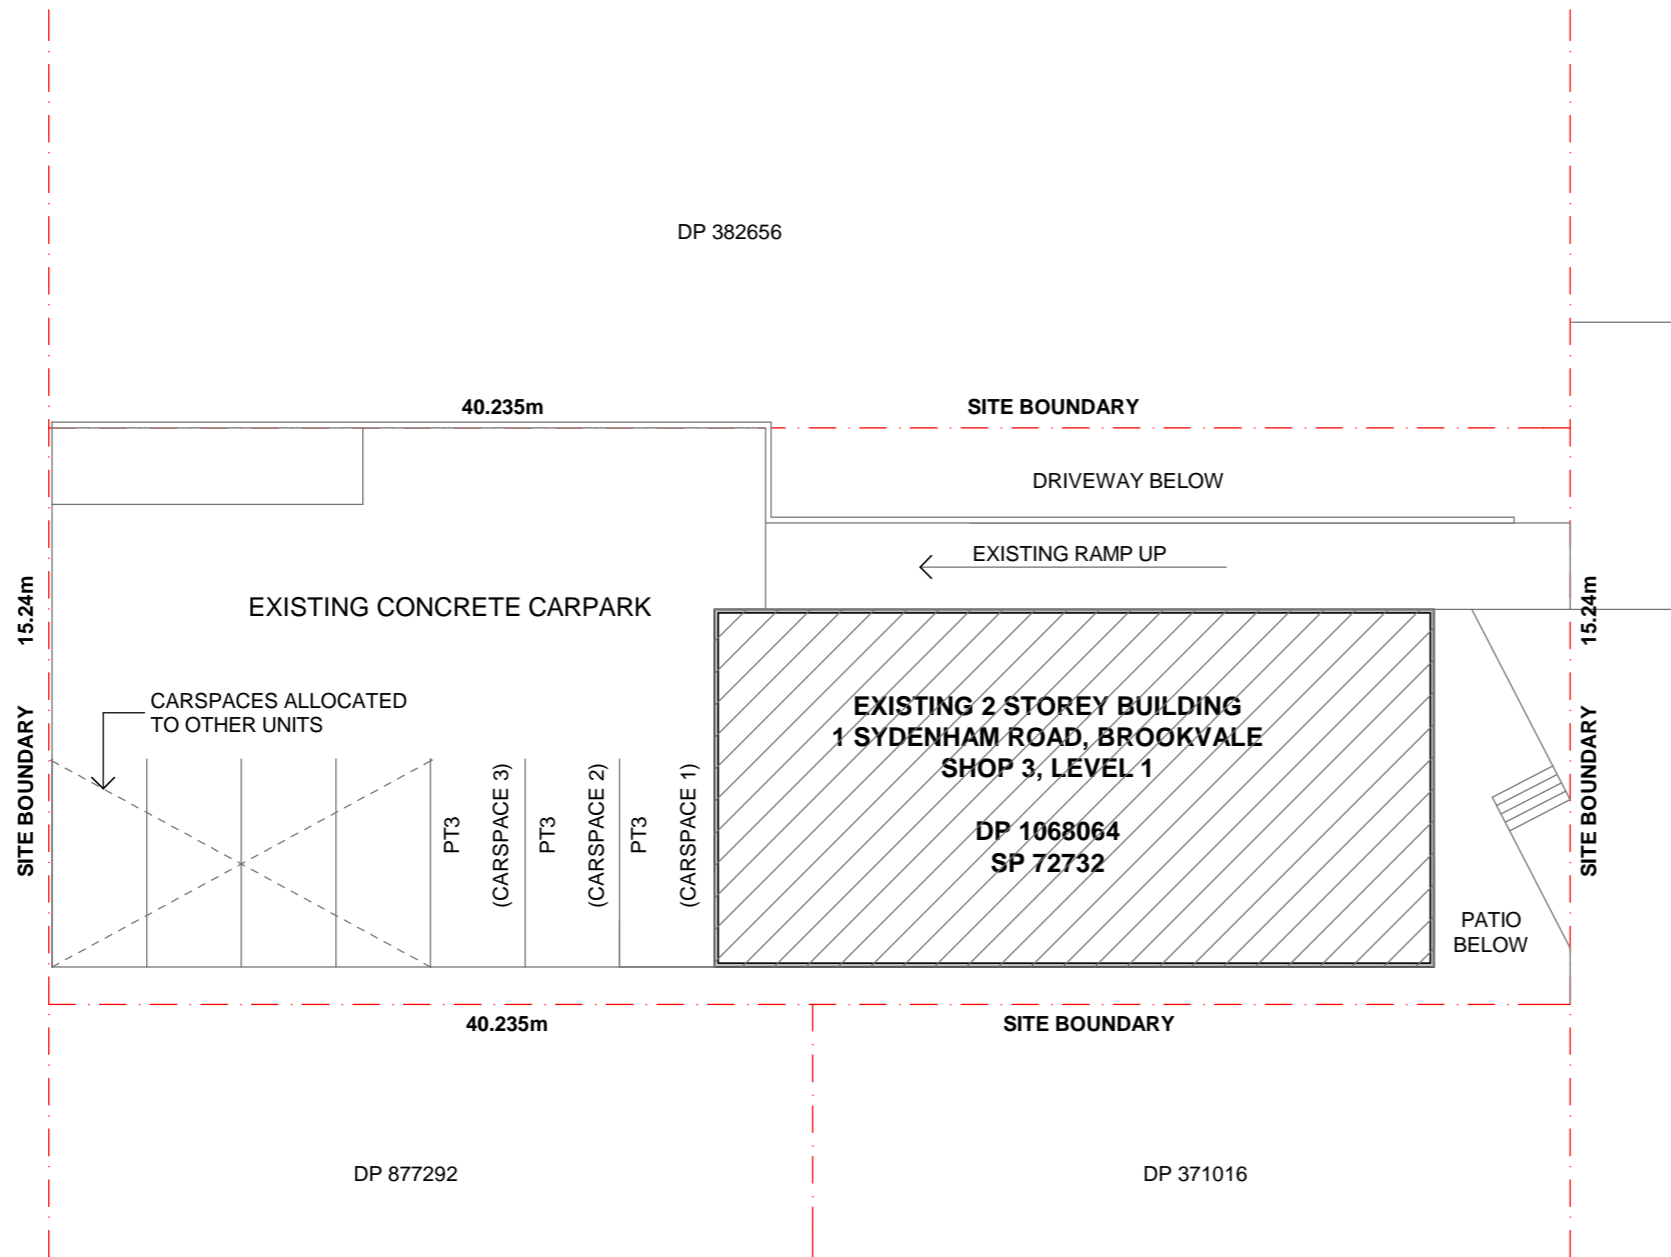 DP 382656
40.235m
SITE BOUNDARY
DRIVEWAY BELOW
EXISTING RAMP UP
EXISTING CONCRETE CARPARK
15.24m
SITE BOUNDARY
CARSPACES ALLOCATED
TO OTHER UNITS
PT3
(CARSPACE 3)
PT3
(CARSPACE 2)
PT3
(CARSPACE 1)
EXISTING 2 STOREY BUILDING
1 SYDENHAM ROAD, BROOKVALE
SHOP 3, LEVEL 1
DP 1068064
SP 72732
15.24m
SITE BOUNDARY
PATIO
BELOW
40.235m
SITE BOUNDARY
DP 877292
DP 371016